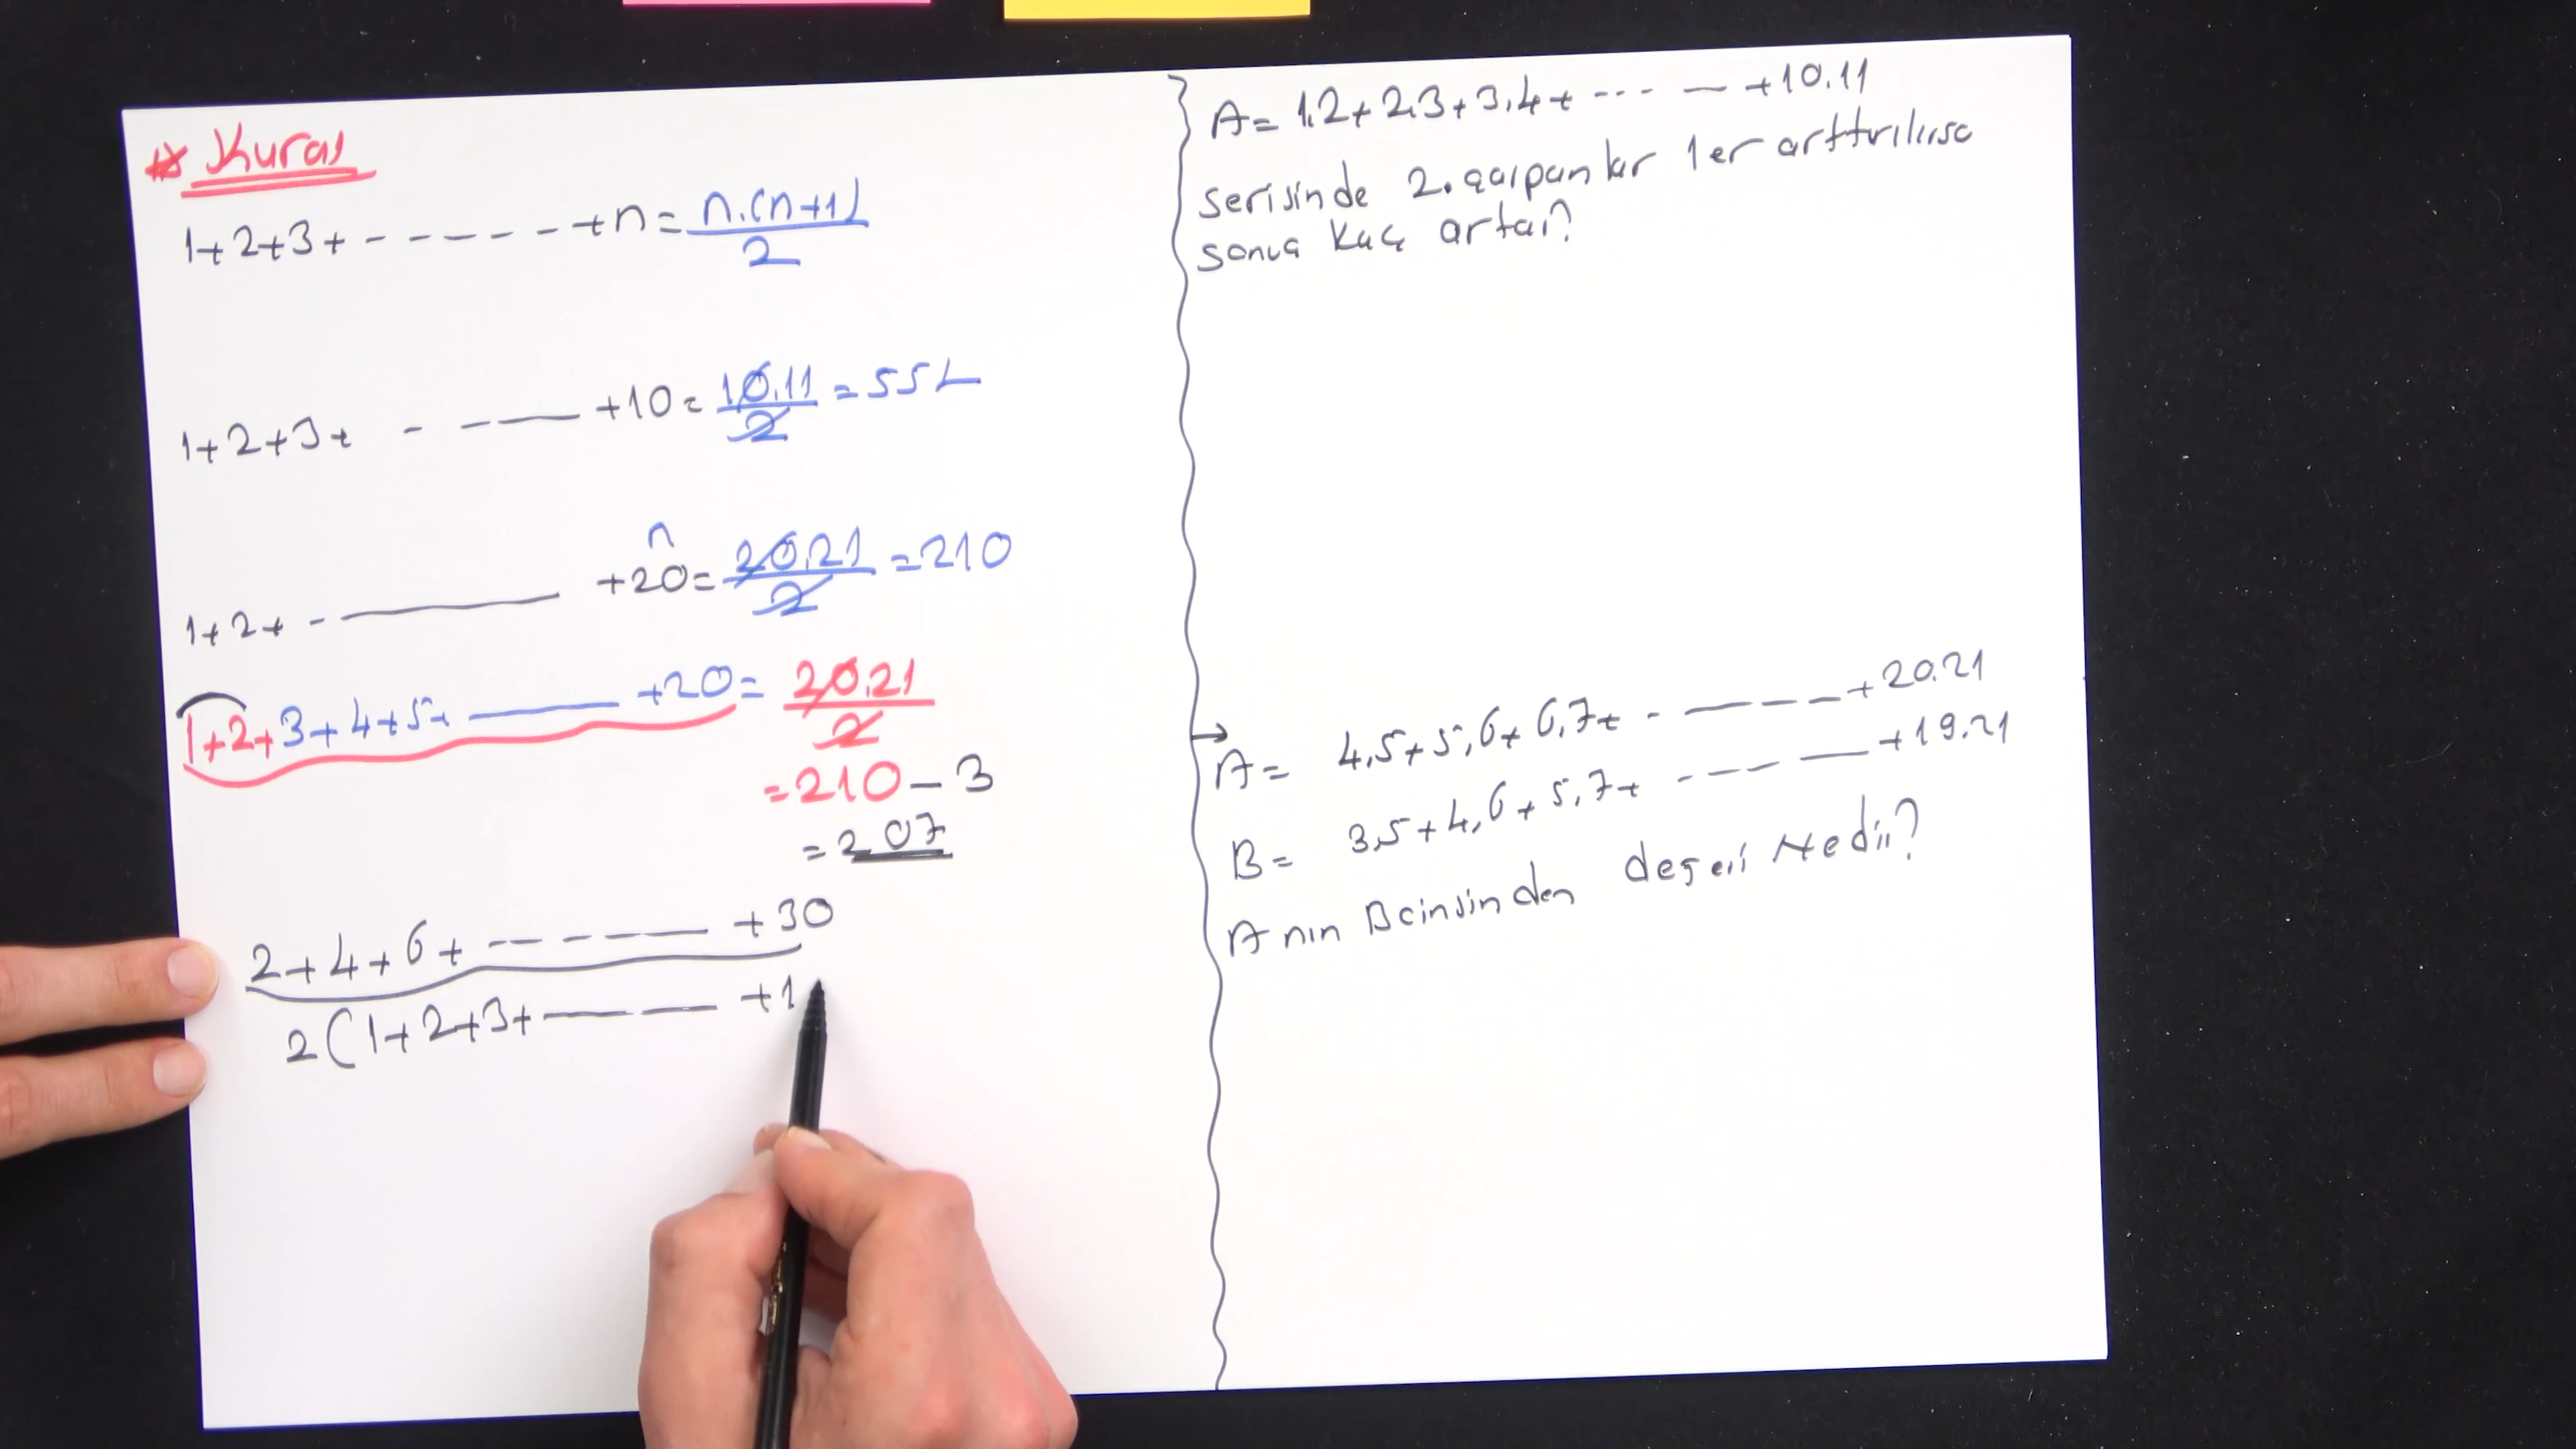 * Kural
1+2+3+ - - - - - - +n = n.(n+1) / 2
1+2+3+ - - — +10 = 10.11 / 2 = 55
n
1+2+ - — +20 = 20.21 / 2 = 210
1+2+3+4+5+ — +20 = 20.21 / 2
= 210 - 3
= 207
2+4+6+ - - - — +30
2(1+2+3+ — — +1
A= 1.2+2.3+3.4+ - - - — +10.11
serisinde 2. çarpanlar 1er arttırılırsa
sonuç kaç artar?
→ A= 4.5+5.6+6.7+ - — — — — +20.21
B= 3.5+4.6+5.7+ - — — — +19.21
A nın B cinsinden değeri Nedir?